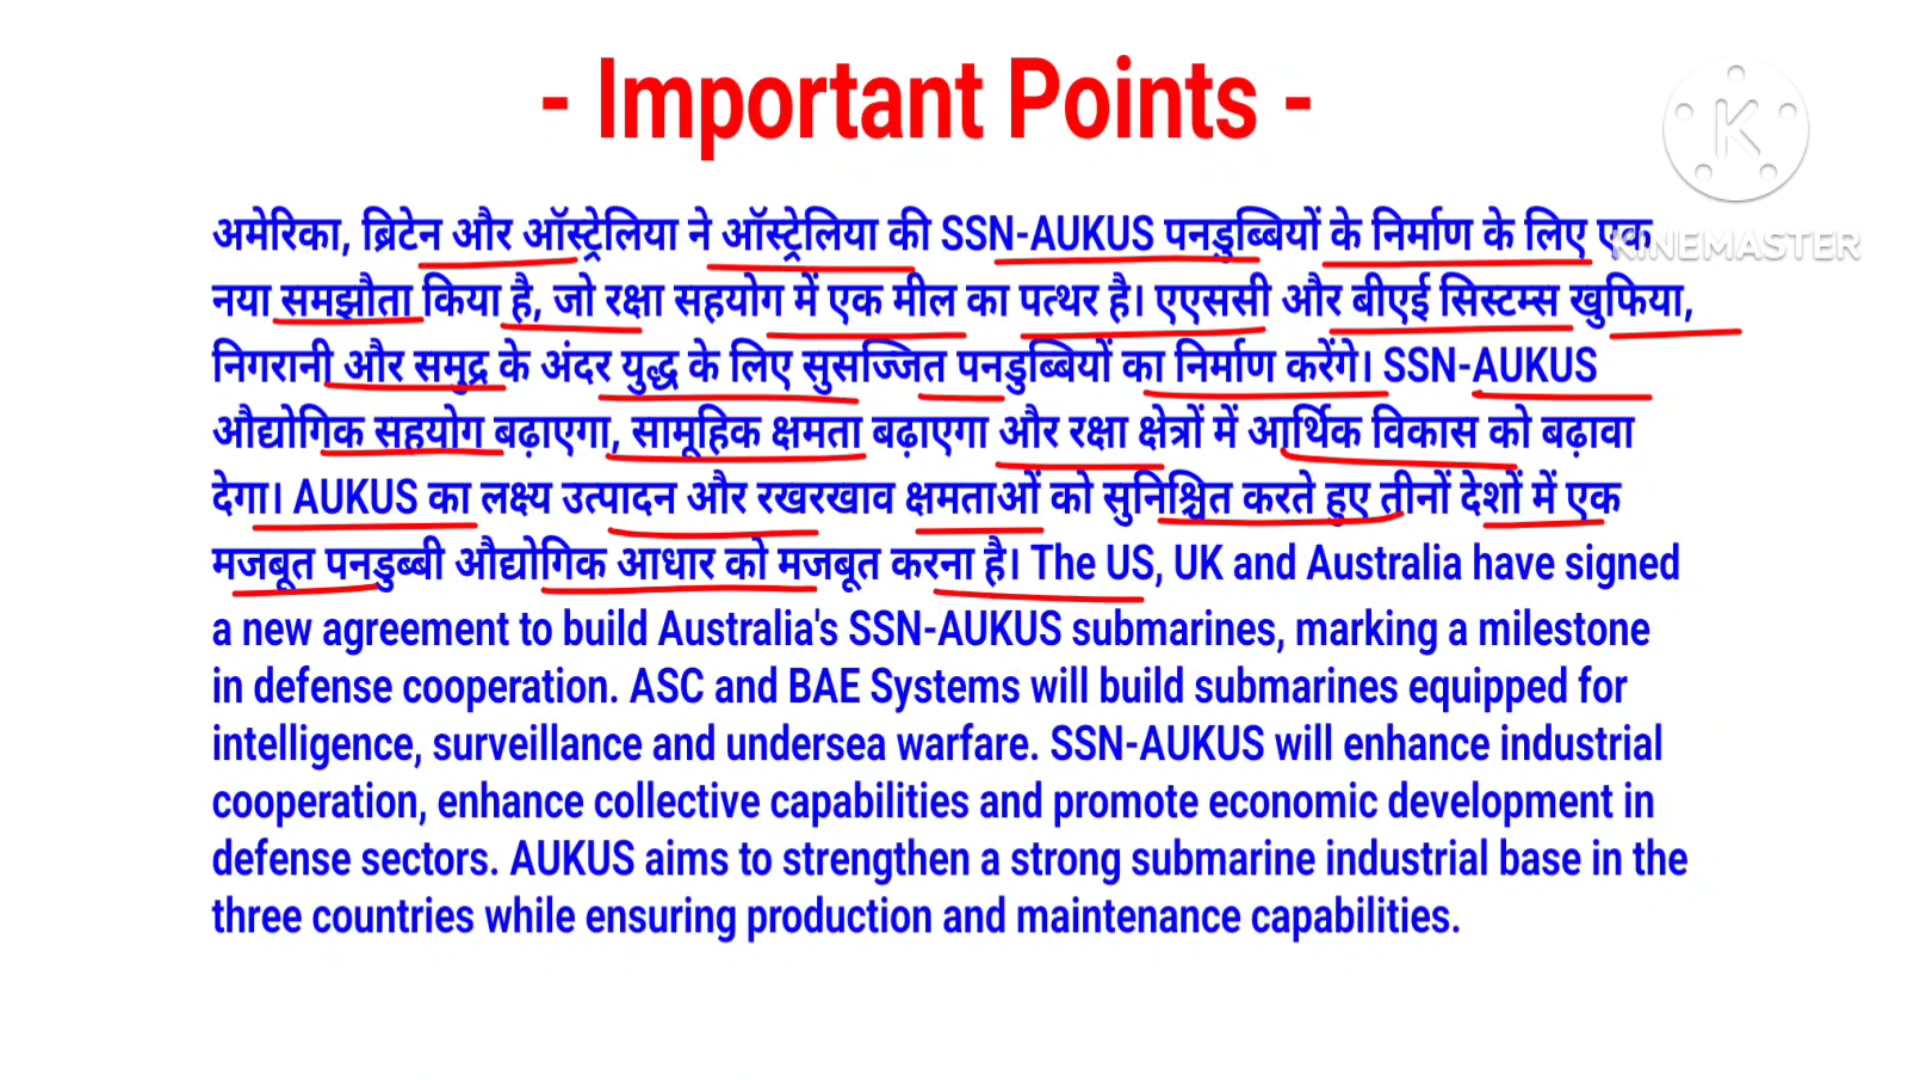 - Important Points -
K
KINEMASTER
अमेरिका, ब्रिटेन और ऑस्ट्रेलिया ने ऑस्ट्रेलिया की SSN-AUKUS पनडुब्बियों के निर्माण के लिए एक
नया समझौता किया है, जो रक्षा सहयोग में एक मील का पत्थर है। एएससी और बीएई सिस्टम्स खुफिया,
निगरानी और समुद्र के अंदर युद्ध के लिए सुसज्जित पनडुब्बियों का निर्माण करेंगे। SSN-AUKUS
औद्योगिक सहयोग बढ़ाएगा, सामूहिक क्षमता बढ़ाएगा और रक्षा क्षेत्रों में आर्थिक विकास को बढ़ावा
देगा। AUKUS का लक्ष्य उत्पादन और रखरखाव क्षमताओं को सुनिश्चित करते हुए तीनों देशों में एक
मजबूत पनडुब्बी औद्योगिक आधार को मजबूत करना है। The US, UK and Australia have signed
a new agreement to build Australia's SSN-AUKUS submarines, marking a milestone
in defense cooperation. ASC and BAE Systems will build submarines equipped for
intelligence, surveillance and undersea warfare. SSN-AUKUS will enhance industrial
cooperation, enhance collective capabilities and promote economic development in
defense sectors. AUKUS aims to strengthen a strong submarine industrial base in the
three countries while ensuring production and maintenance capabilities.